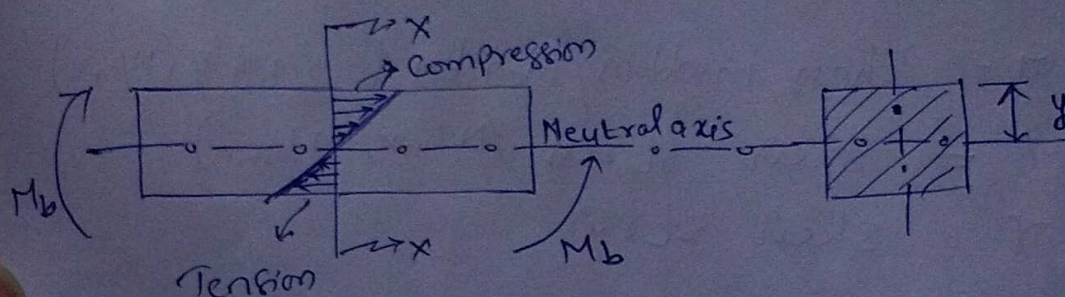 x
Compression
Neutral axis
y
Mb
Mb
x
Tension